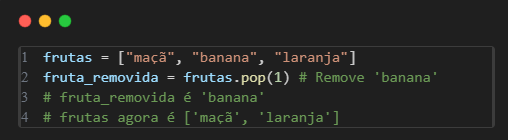 1 frutas = ["maçã", "banana", "laranja"]
2 fruta_removida = frutas.pop(1) # Remove 'banana'
3 # fruta_removida é 'banana'
4 # frutas agora é ['maçã', 'laranja']